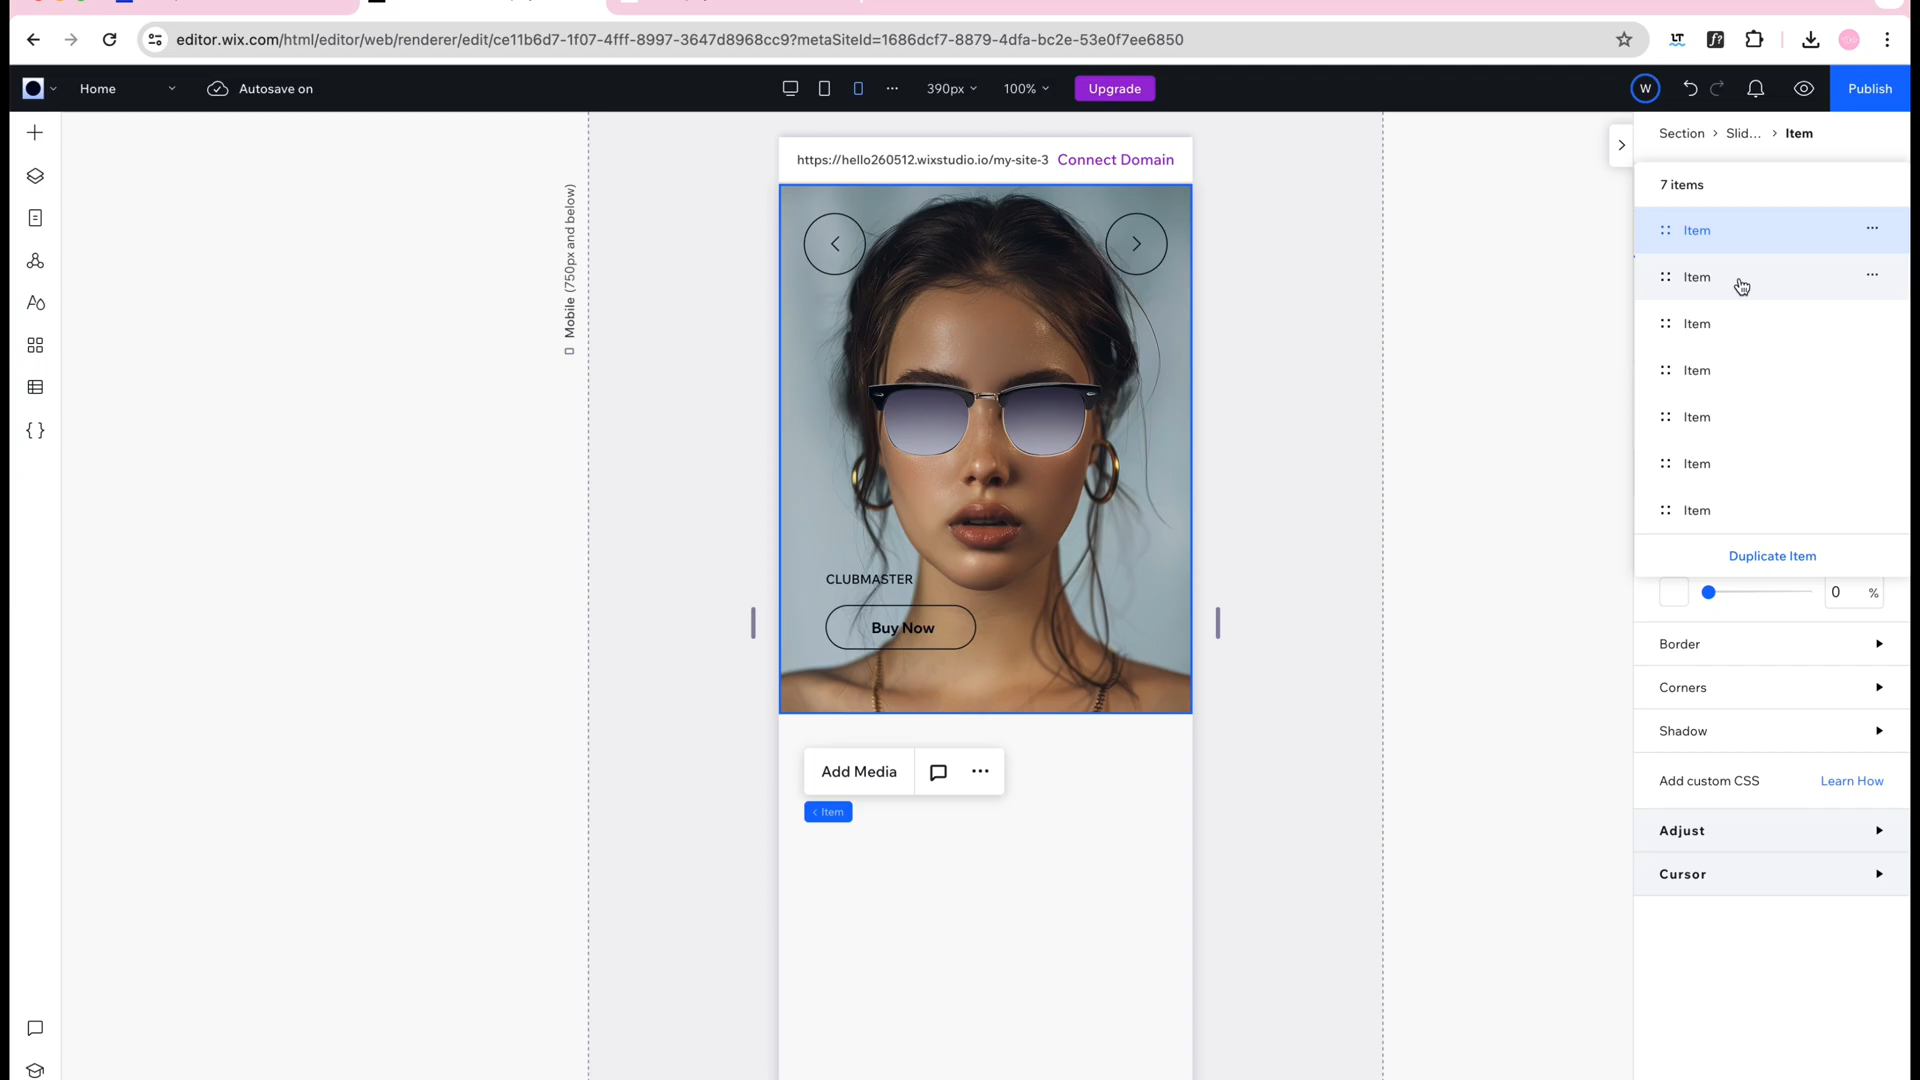 editor.wix.com/html/editor/web/renderer/edit/ce11b6d7-1f07-4fff-8997-3647d8968cc9?metaSiteId=1686dcf7-8879-4dfa-bc2e-53e0f7ee6850
Home
Autosave on
390px
100%
Upgrade
W
Publish
Section > Slid... > Item
7 items
Item
Item
Item
Item
Item
Item
Item
Duplicate Item
0 %
Border
Corners
Shadow
Add custom CSS
Learn How
Adjust
Cursor
Mobile (750px and below)
https://hello260512.wixstudio.io/my-site-3
Connect Domain
CLUBMASTER
Buy Now
Add Media
< Item